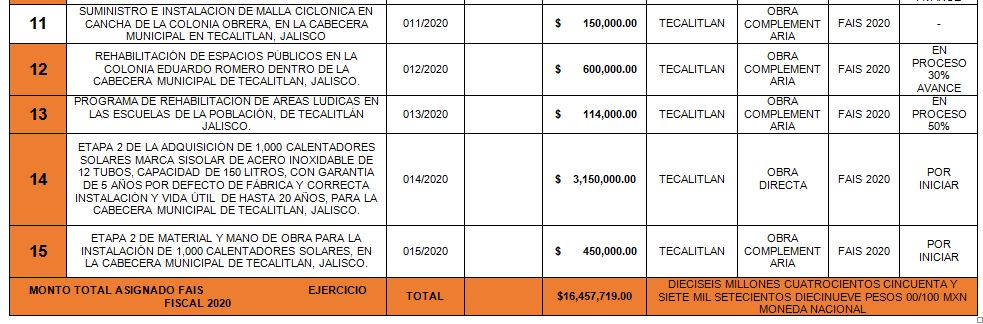 AVANCE
11
SUMINISTRO E INSTALACION DE MALLA CICLONICA EN
CANCHA DE LA COLONIA OBRERA, EN LA CABECERA
MUNICIPAL EN TECALITLAN, JALISCO
011/2020
$ 150,000.00
TECALITLAN
OBRA
COMPLEMENT
ARIA
FAIS 2020
-
12
REHABILITACIÓN DE ESPACIOS PÚBLICOS EN LA
COLONIA EDUARDO ROMERO DENTRO DE LA
CABECERA MUNICIPAL DE TECALITLAN, JALISCO.
012/2020
$ 600,000.00
TECALITLAN
OBRA
COMPLEMENT
ARIA
FAIS 2020
EN
PROCESO
30%
AVANCE
13
PROGRAMA DE REHABILITACION DE AREAS LUDICAS EN
LAS ESCUELAS DE LA POBLACIÓN, DE TECALITLÁN
JALISCO.
013/2020
$ 114,000.00
TECALITLAN
OBRA
COMPLEMENT
ARIA
FAIS 2020
EN
PROCESO
50%
14
ETAPA 2 DE LA ADQUISICIÓN DE 1,000 CALENTADORES
SOLARES MARCA SISOLAR DE ACERO INOXIDABLE DE
12 TUBOS, CAPACIDAD DE 150 LITROS, CON GARANTIA
DE 5 AÑOS POR DEFECTO DE FÁBRICA Y CORRECTA
INSTALACIÓN Y VIDA ÚTIL DE HASTA 20 AÑOS, PARA LA
CABECERA MUNICIPAL DE TECALITLAN, JALISCO.
014/2020
$ 3,150,000.00
TECALITLAN
OBRA
DIRECTA
FAIS 2020
POR
INICIAR
15
ETAPA 2 DE MATERIAL Y MANO DE OBRA PARA LA
INSTALACIÓN DE 1,000 CALENTADORES SOLARES, EN
LA CABECERA MUNICIPAL DE TECALITLAN, JALISCO.
015/2020
$ 450,000.00
TECALITLAN
OBRA
COMPLEMENT
ARIA
FAIS 2020
POR
INICIAR
MONTO TOTAL ASIGNADO FAIS EJERCICIO
FISCAL 2020
TOTAL
$16,457,719.00
DIECISEIS MILLONES CUATROCIENTOS CINCUENTA Y
SIETE MIL SETECIENTOS DIECINUEVE PESOS 00/100 MXN
MONEDA NACIONAL